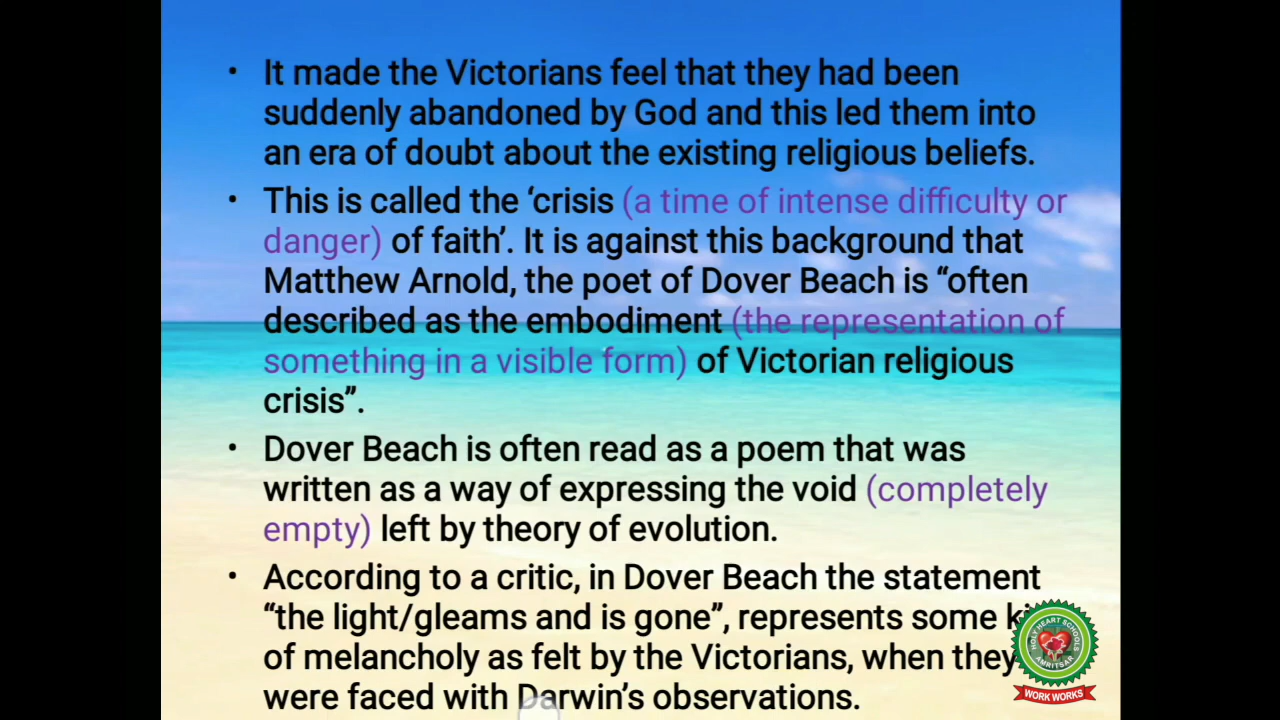 • It made the Victorians feel that they had been
suddenly abandoned by God and this led them into
an era of doubt about the existing religious beliefs.
• This is called the ‘crisis (a time of intense difficulty or
danger) of faith’. It is against this background that
Matthew Arnold, the poet of Dover Beach is “often
described as the embodiment (the representation of
something in a visible form) of Victorian religious
crisis”.
• Dover Beach is often read as a poem that was
written as a way of expressing the void (completely
empty) left by theory of evolution.
• According to a critic, in Dover Beach the statement
“the light/gleams and is gone”, represents some
of melancholy as felt by the Victorians, when they
were faced with Darwin’s observations.
HOLY HEART SCHOOLS
AMRITSAR
WORK WORKS